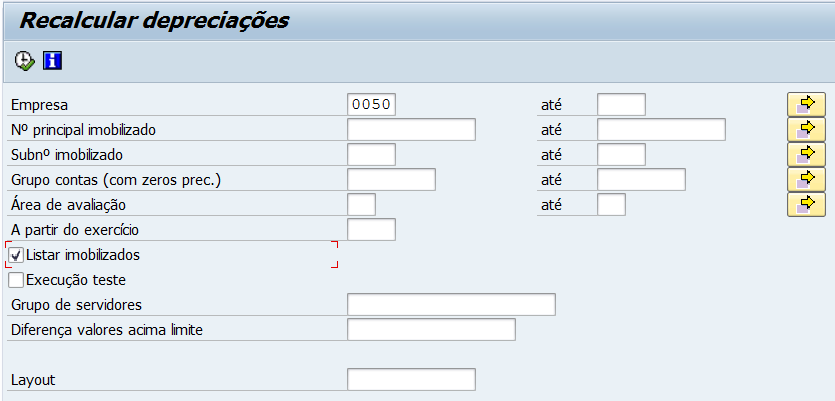 Recalcular depreciações
Empresa 0050 até
Nº principal imobilizado até
Subnº imobilizado até
Grupo contas (com zeros prec.) até
Área de avaliação até
A partir do exercício
Listar imobilizados
Execução teste
Grupo de servidores
Diferença valores acima limite
Layout